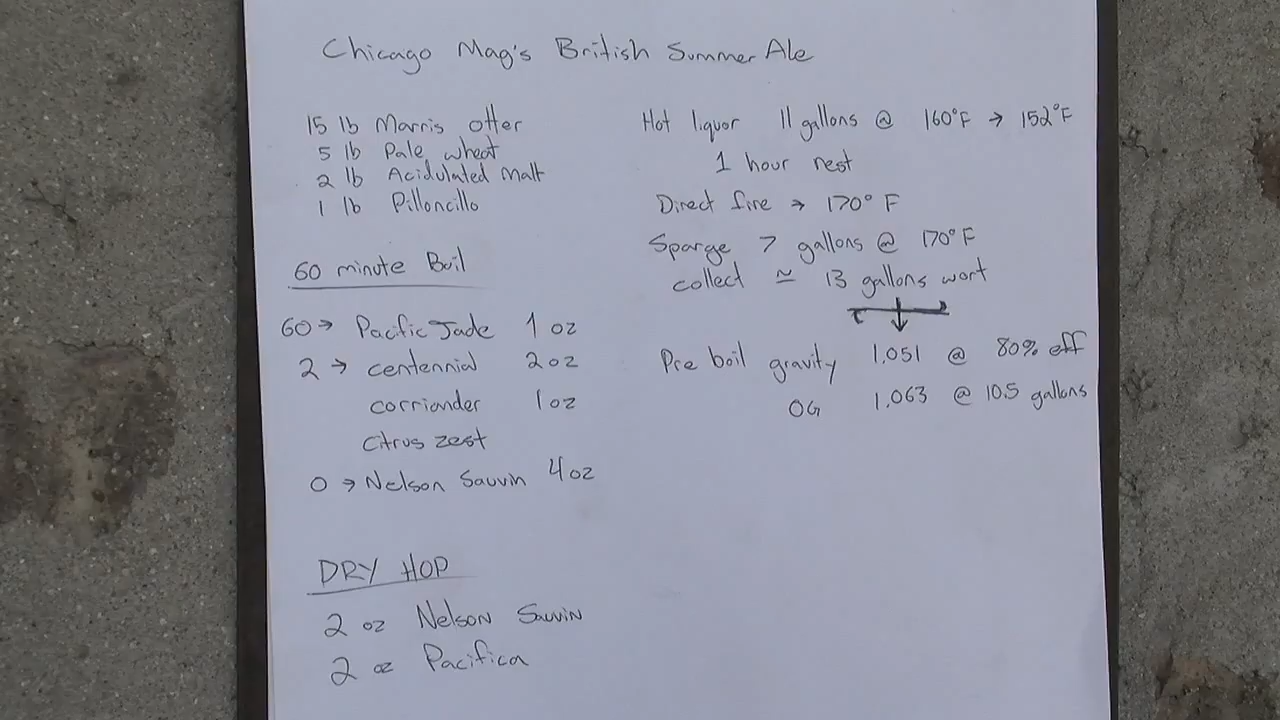 Chicago Mag's British Summer Ale
15 lb Marris otter
5 lb Pale wheat
2 lb Acidulated Malt
1 lb Pilloncillo
60 minute Boil
60 → Pacific Jade 1 oz
2 → centennial 2 oz
corriander 1 oz
citrus zest
0 → Nelson Sauvin 4 oz
DRY HOP
2 oz Nelson Sauvin
2 oz Pacifica
Hot liquor 11 gallons @ 160°F → 152°F
1 hour rest
Direct fire → 170° F
Sparge 7 gallons @ 170°F
collect ≃ 13 gallons wort
Pre boil gravity 1.051 @ 80% eff
OG 1.063 @ 10.5 gallons